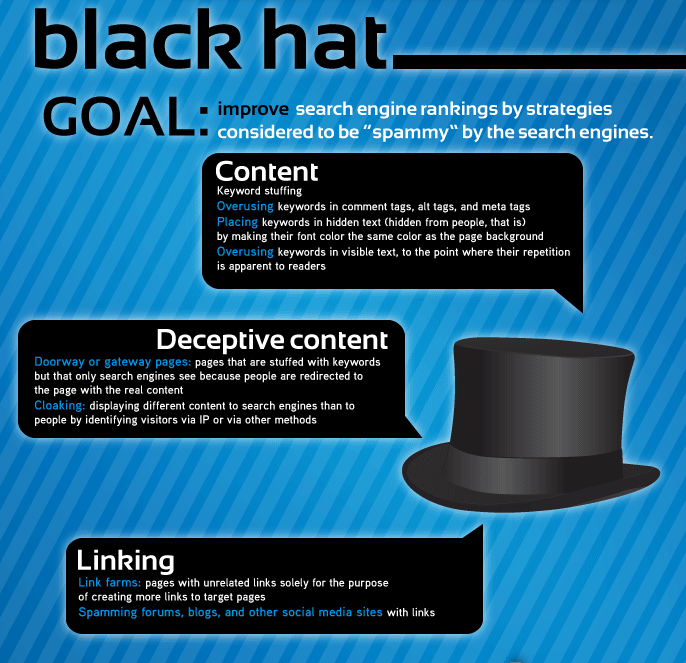 black hat
GOAL: improve search engine rankings by strategies
considered to be "spammy" by the search engines.
Content
Keyword stuffing
Overusing keywords in comment tags, alt tags, and meta tags
Placing keywords in hidden text (hidden from people, that is)
by making their font color the same color as the page background
Overusing keywords in visible text, to the point where their repetition
is apparent to readers
Deceptive content
Doorway or gateway pages: pages that are stuffed with keywords
but that only search engines see because people are redirected to
the page with the real content
Cloaking: displaying different content to search engines than to
people by identifying visitors via IP or via other methods
Linking
Link farms: pages with unrelated links solely for the purpose
of creating more links to target pages
Spamming forums, blogs, and other social media sites with links